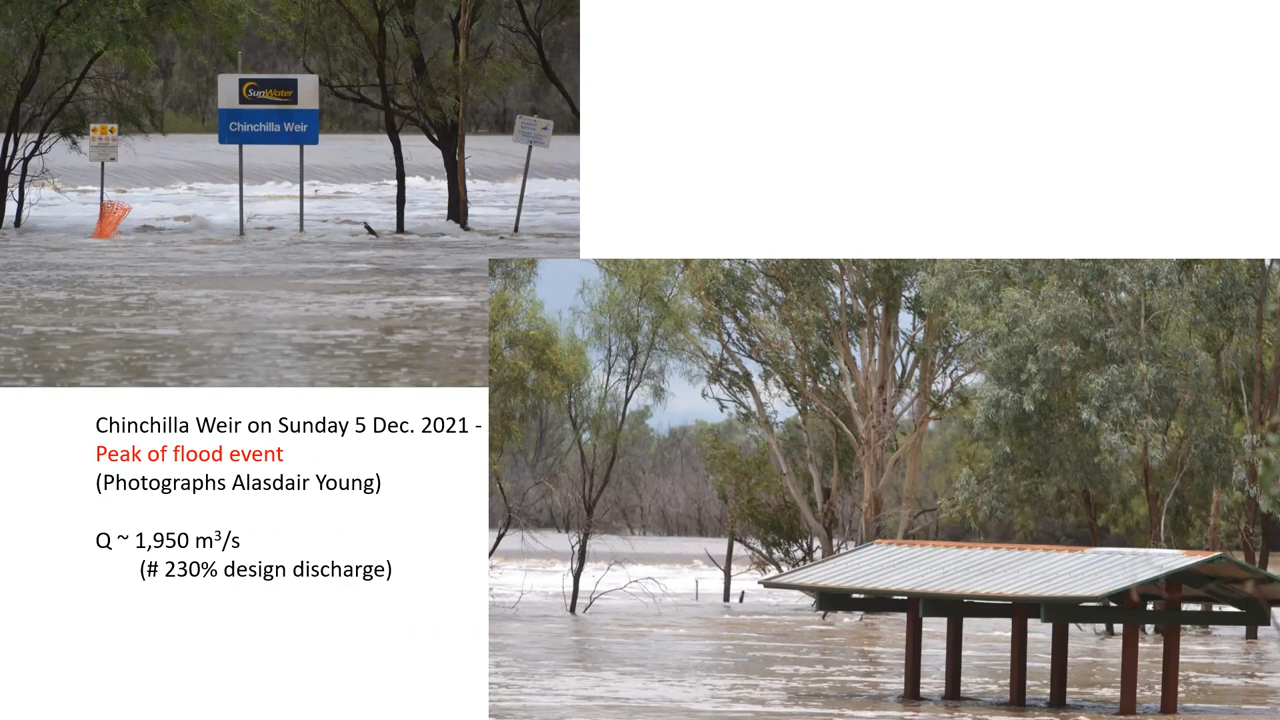 SunWater
Chinchilla Weir
Chinchilla Weir on Sunday 5 Dec. 2021 -
Peak of flood event
(Photographs Alasdair Young)
Q ~ 1,950 m³/s
(# 230% design discharge)